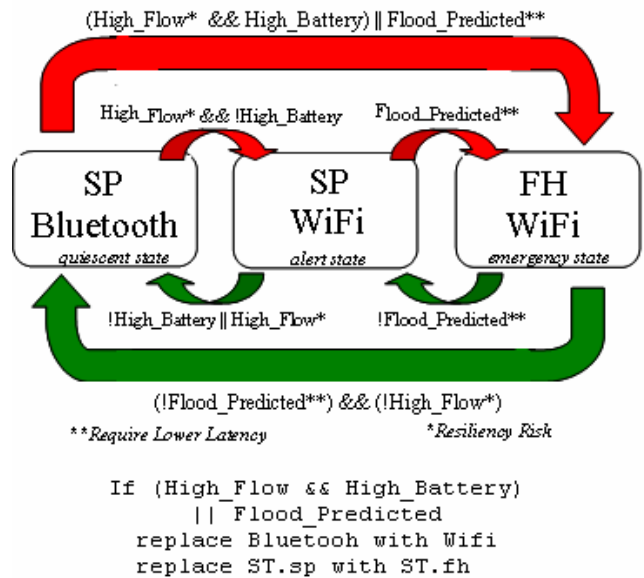 (High_Flow* && High_Battery) || Flood_Predicted**
High_Flow* && !High_Battery
Flood_Predicted**
SP
Bluetooth
quiescent state
SP
WiFi
alert state
FH
WiFi
emergency state
!High_Battery || High_Flow*
!Flood_Predicted**
(!Flood_Predicted**) && (!High_Flow*)
**Require Lower Latency
*Resiliency Risk
If (High_Flow && High_Battery)
|| Flood_Predicted
replace Bluetooh with Wifi
replace ST.sp with ST.fh